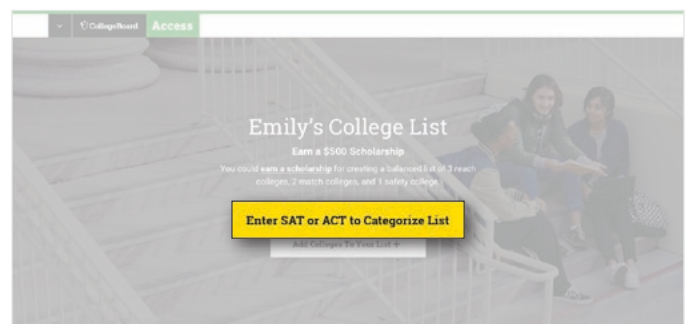 CollegeBoard Access
Emily's College List
Earn a $500 Scholarship
You could earn a scholarship for creating a balanced list of 3 reach
colleges, 2 match colleges, and 1 safety college.
Enter SAT or ACT to Categorize List
Add Colleges To Your List +